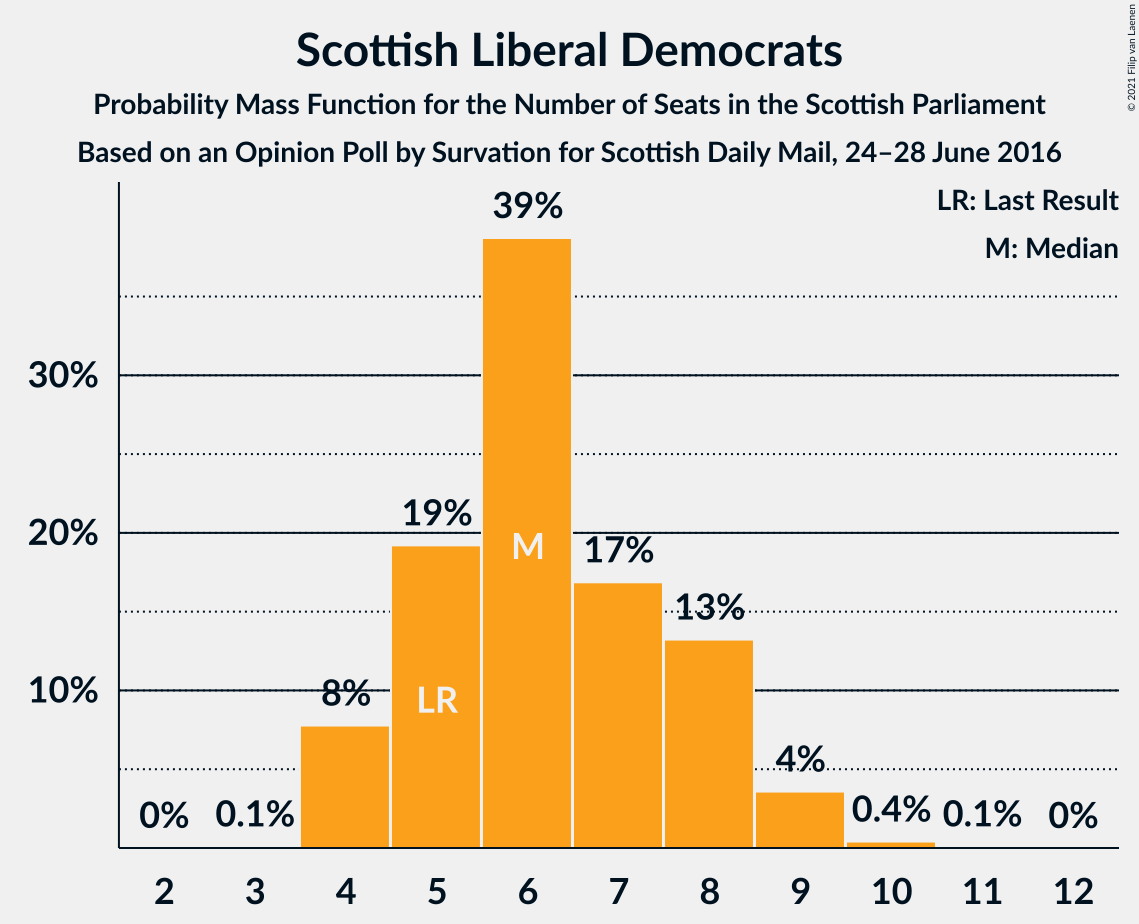 Scottish Liberal Democrats
Probability Mass Function for the Number of Seats in the Scottish Parliament
Based on an Opinion Poll by Survation for Scottish Daily Mail, 24–28 June 2016
© 2021 Filip van Laenen
LR: Last Result
M: Median
39%
30%
19%
20%
M
17%
13%
8%
10%
LR
4%
0%
0.1%
0.4%
0.1%
0%
2 3 4 5 6 7 8 9 10 11 12